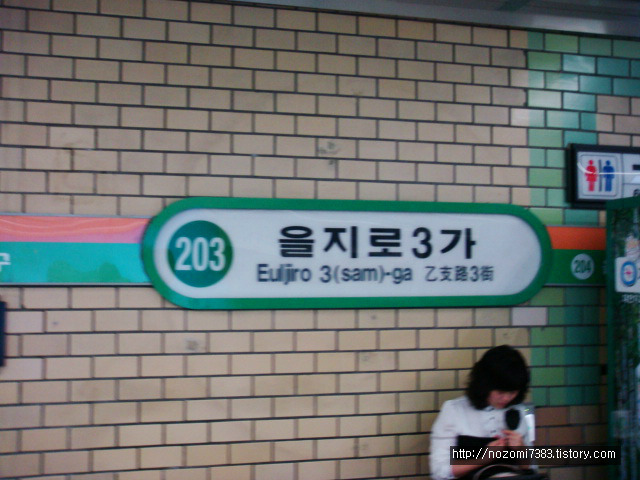 203
을지로3가
Euljiro 3(sam)-ga 乙支路3街
구
204
http://nozomi7383.tistory.com